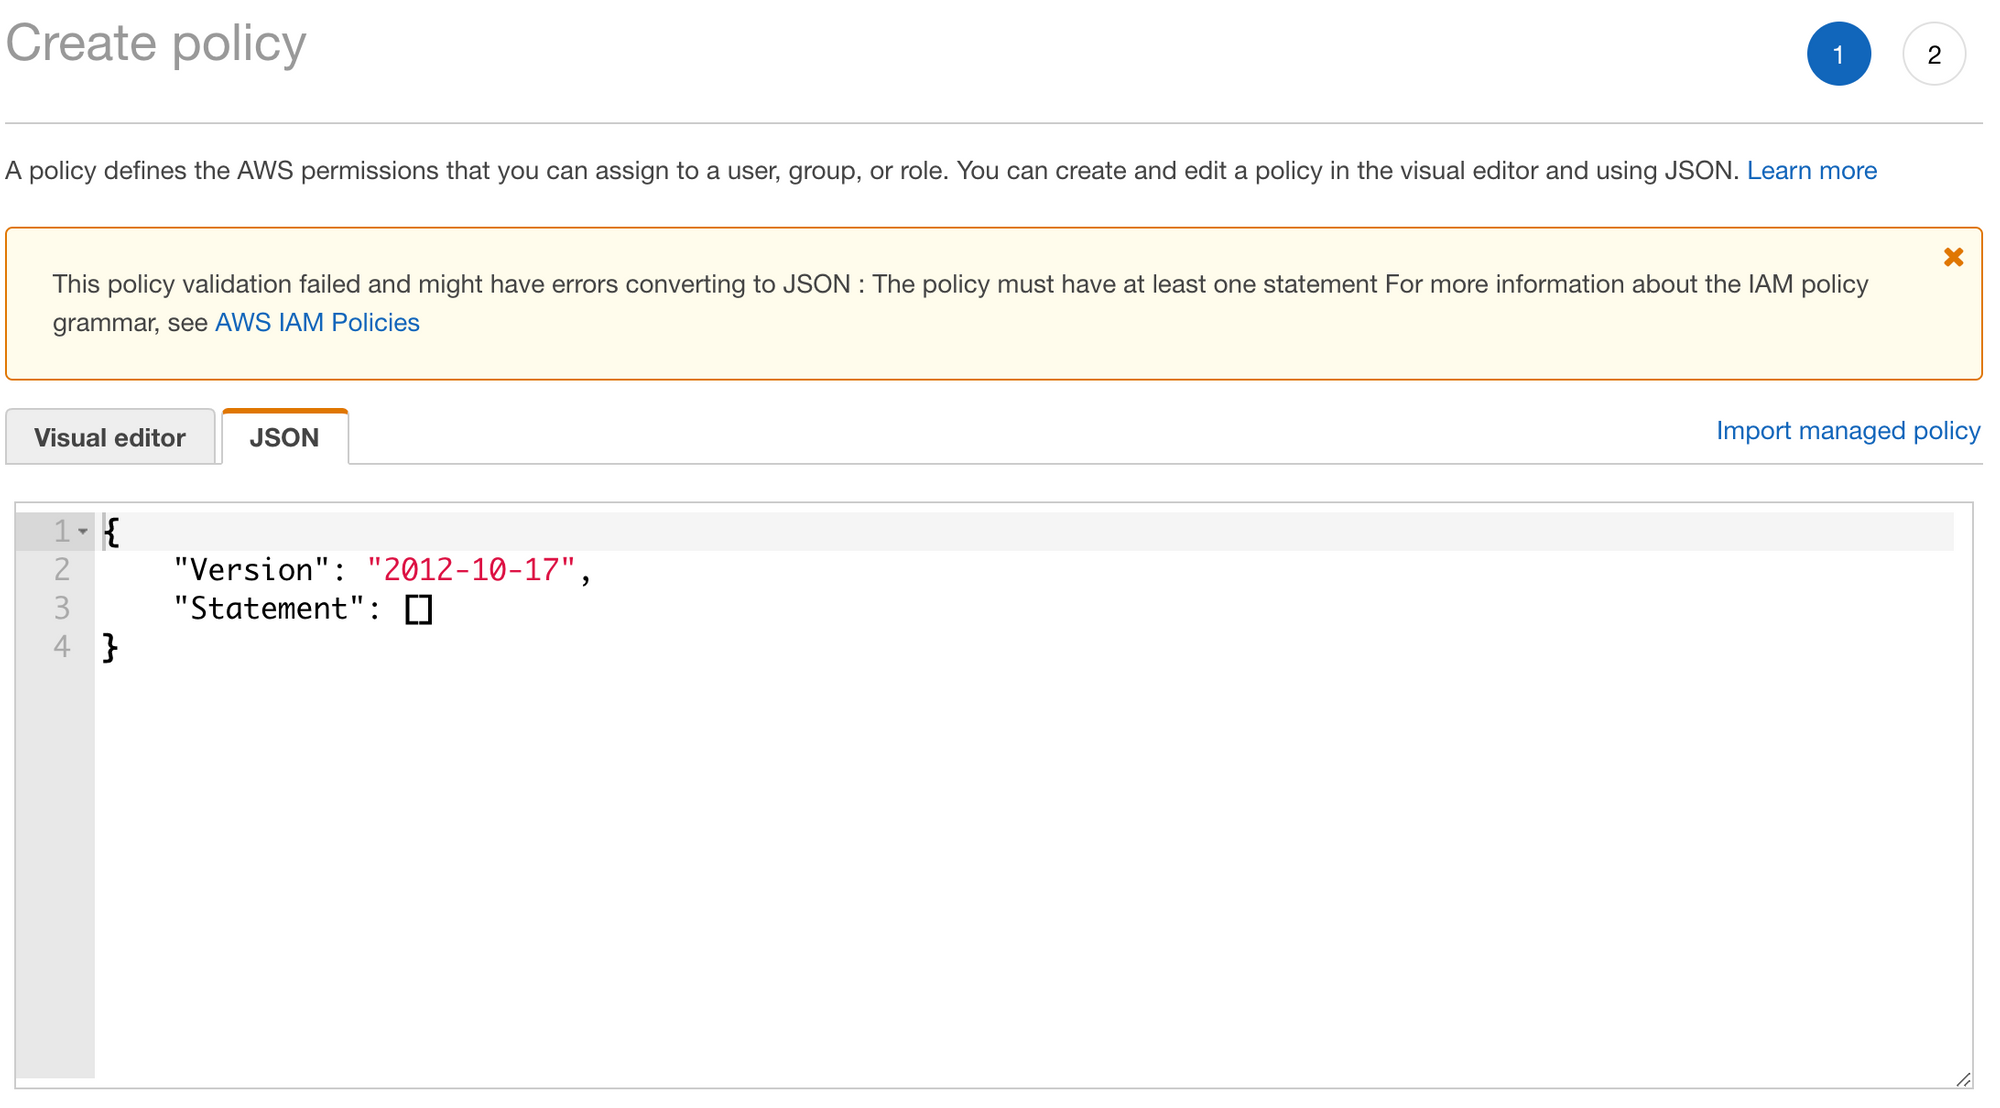 Create policy
1
2
A policy defines the AWS permissions that you can assign to a user, group, or role. You can create and edit a policy in the visual editor and using JSON. Learn more
This policy validation failed and might have errors converting to JSON : The policy must have at least one statement For more information about the IAM policy
grammar, see AWS IAM Policies
Visual editor
JSON
Import managed policy
1 {
2     "Version": "2012-10-17",
3     "Statement": []
4 }